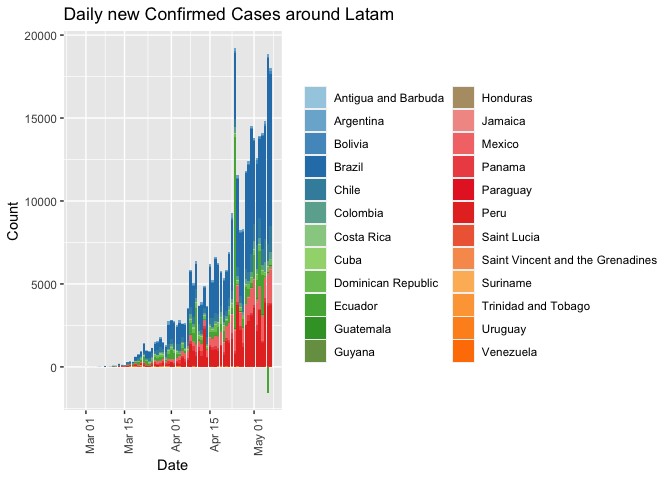 Daily new Confirmed Cases around Latam
Count
20000
15000
10000
5000
0
Mar 01
Mar 15
Apr 01
Apr 15
May 01
Date
Antigua and Barbuda
Argentina
Bolivia
Brazil
Chile
Colombia
Costa Rica
Cuba
Dominican Republic
Ecuador
Guatemala
Guyana
Honduras
Jamaica
Mexico
Panama
Paraguay
Peru
Saint Lucia
Saint Vincent and the Grenadines
Suriname
Trinidad and Tobago
Uruguay
Venezuela